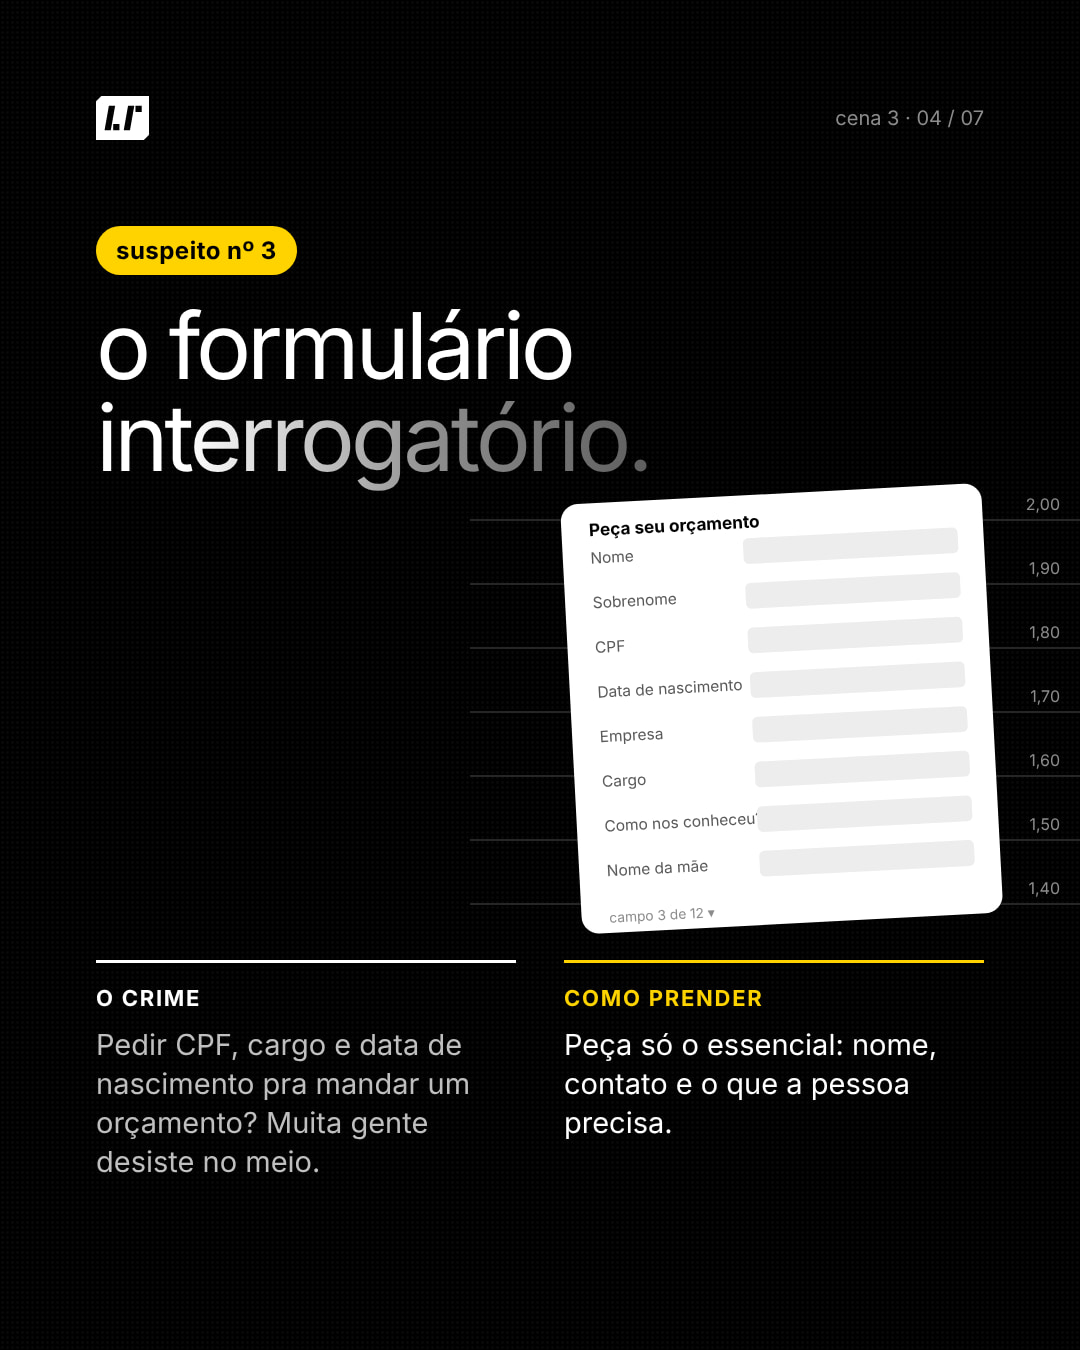 LT
cena 3 · 04 / 07
suspeito nº 3
o formulário
interrogatório.
Peça seu orçamento
Nome
Sobrenome
CPF
Data de nascimento
Empresa
Cargo
Como nos conheceu?
Nome da mãe
campo 3 de 12 ▾
2,00
1,90
1,80
1,70
1,60
1,50
1,40
O CRIME
Pedir CPF, cargo e data de
nascimento pra mandar um
orçamento? Muita gente
desiste no meio.
COMO PRENDER
Peça só o essencial: nome,
contato e o que a pessoa
precisa.